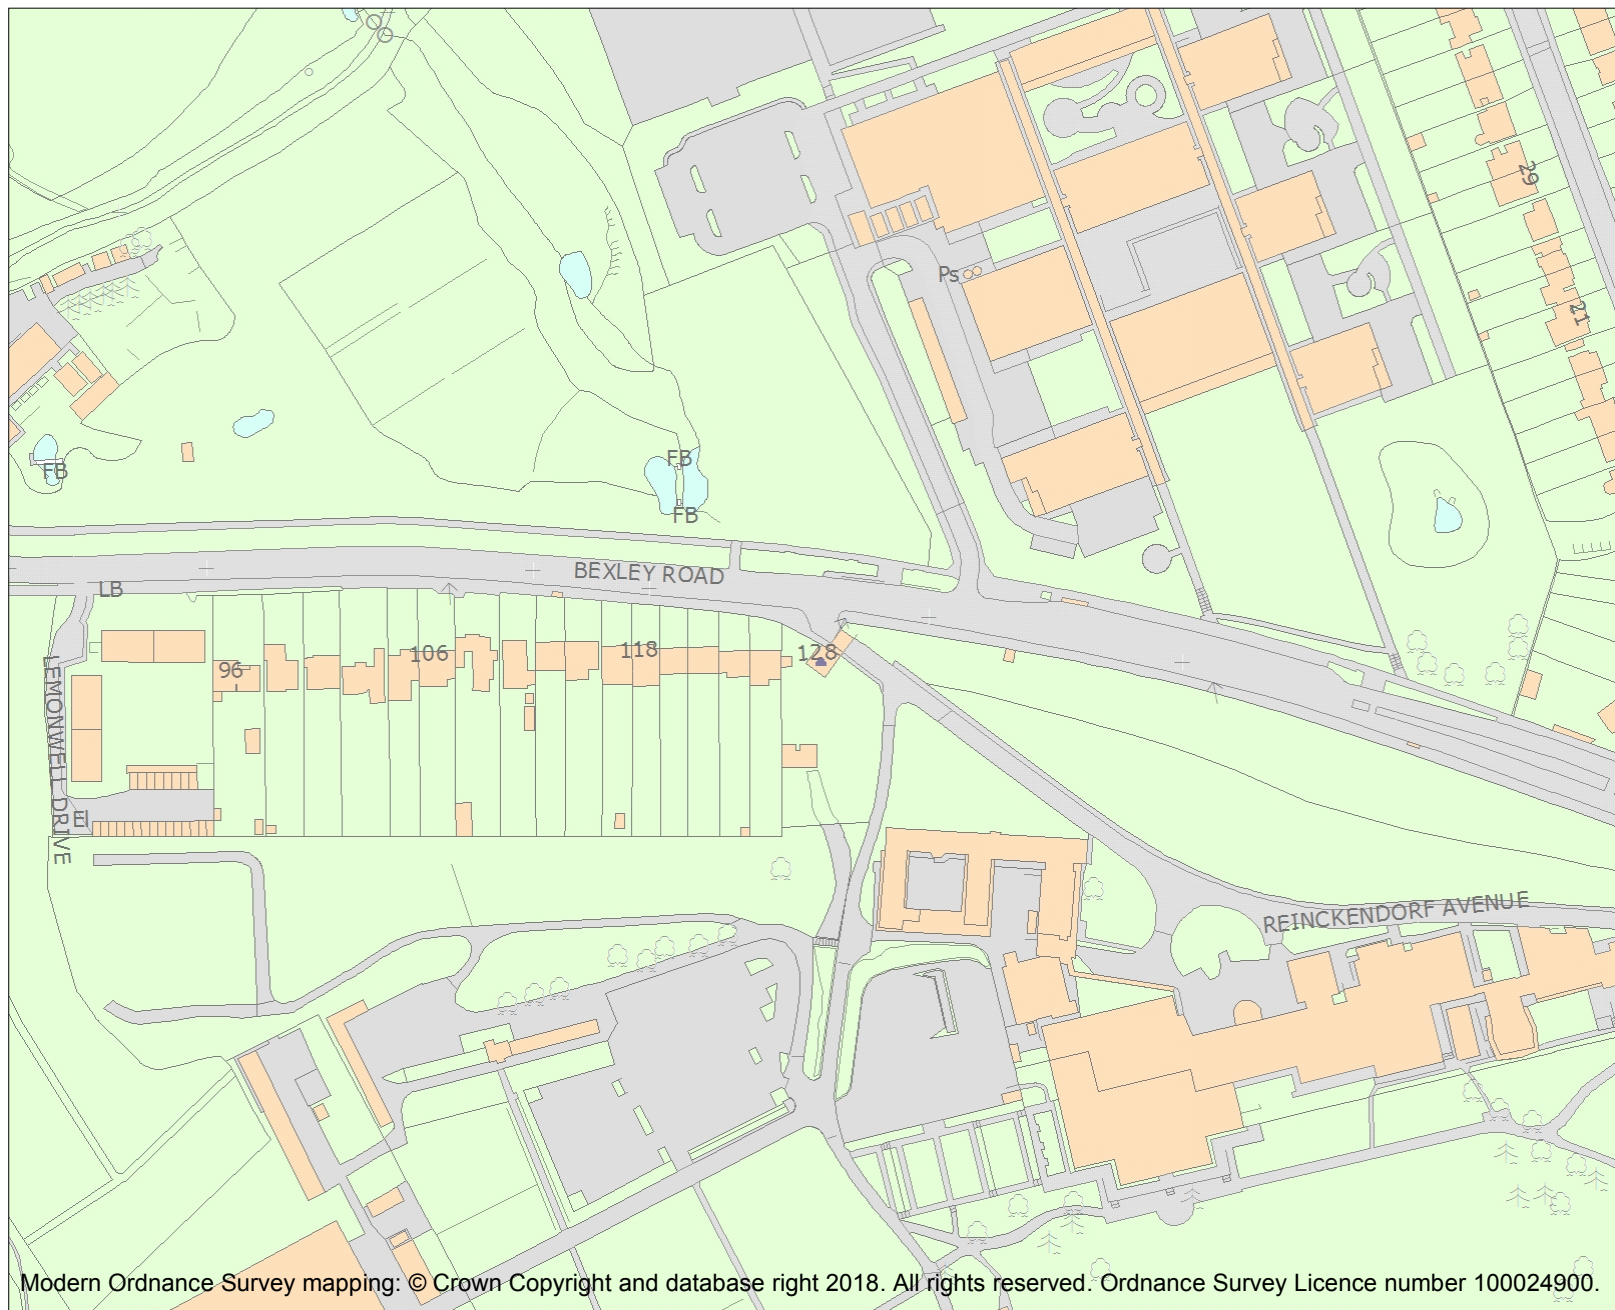 29
Ps
21
FB
FB
FB
BEXLEY ROAD
LB
96
106
118
128
LEMONWELL DRIVE
El
REINCKENDORF AVENUE
Modern Ordnance Survey mapping: © Crown Copyright and database right 2018. All rights reserved. Ordnance Survey Licence number 100024900.